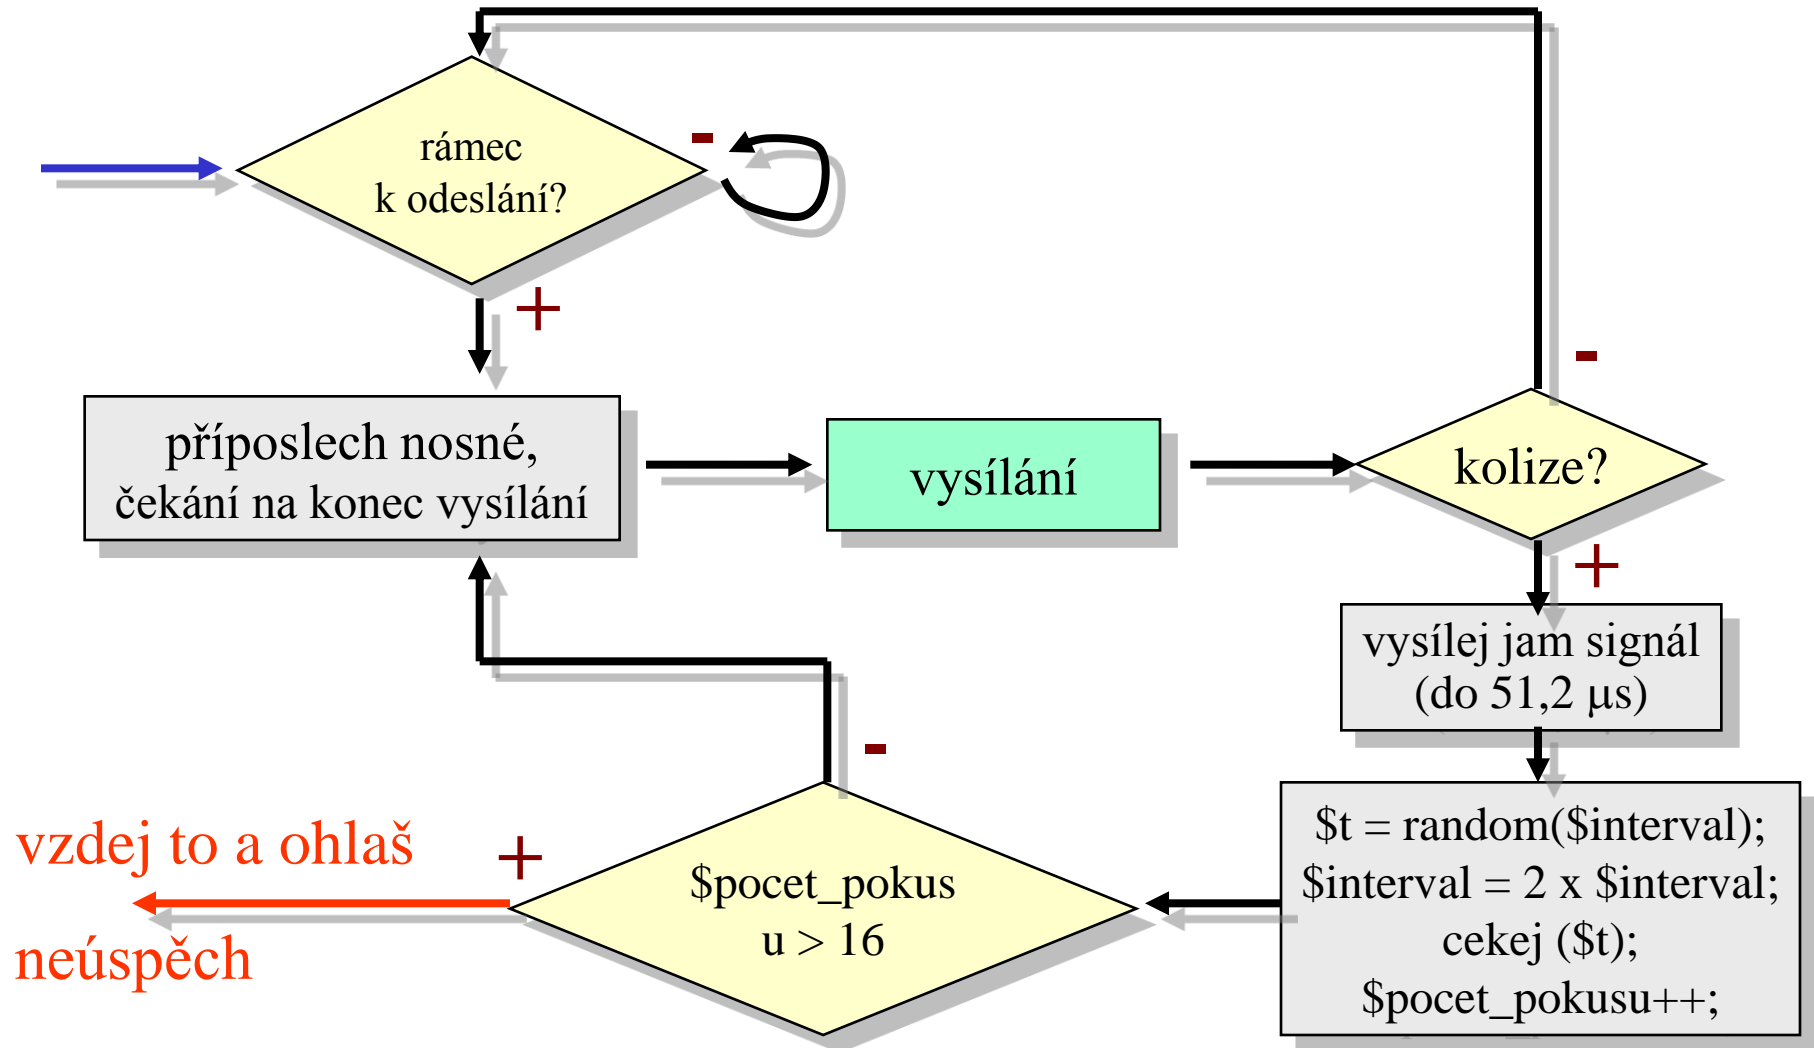 rámec
k odeslání?
-
+
příposlech nosné,
čekání na konec vysílání
vysílání
kolize?
-
+
vysílej jam signál
(do 51,2 μs)
$t = random($interval);
$interval = 2 x $interval;
cekej ($t);
$pocet_pokusu++;
$pocet_pokus
u > 16
-
+
vzdej to a ohlaš
neúspěch